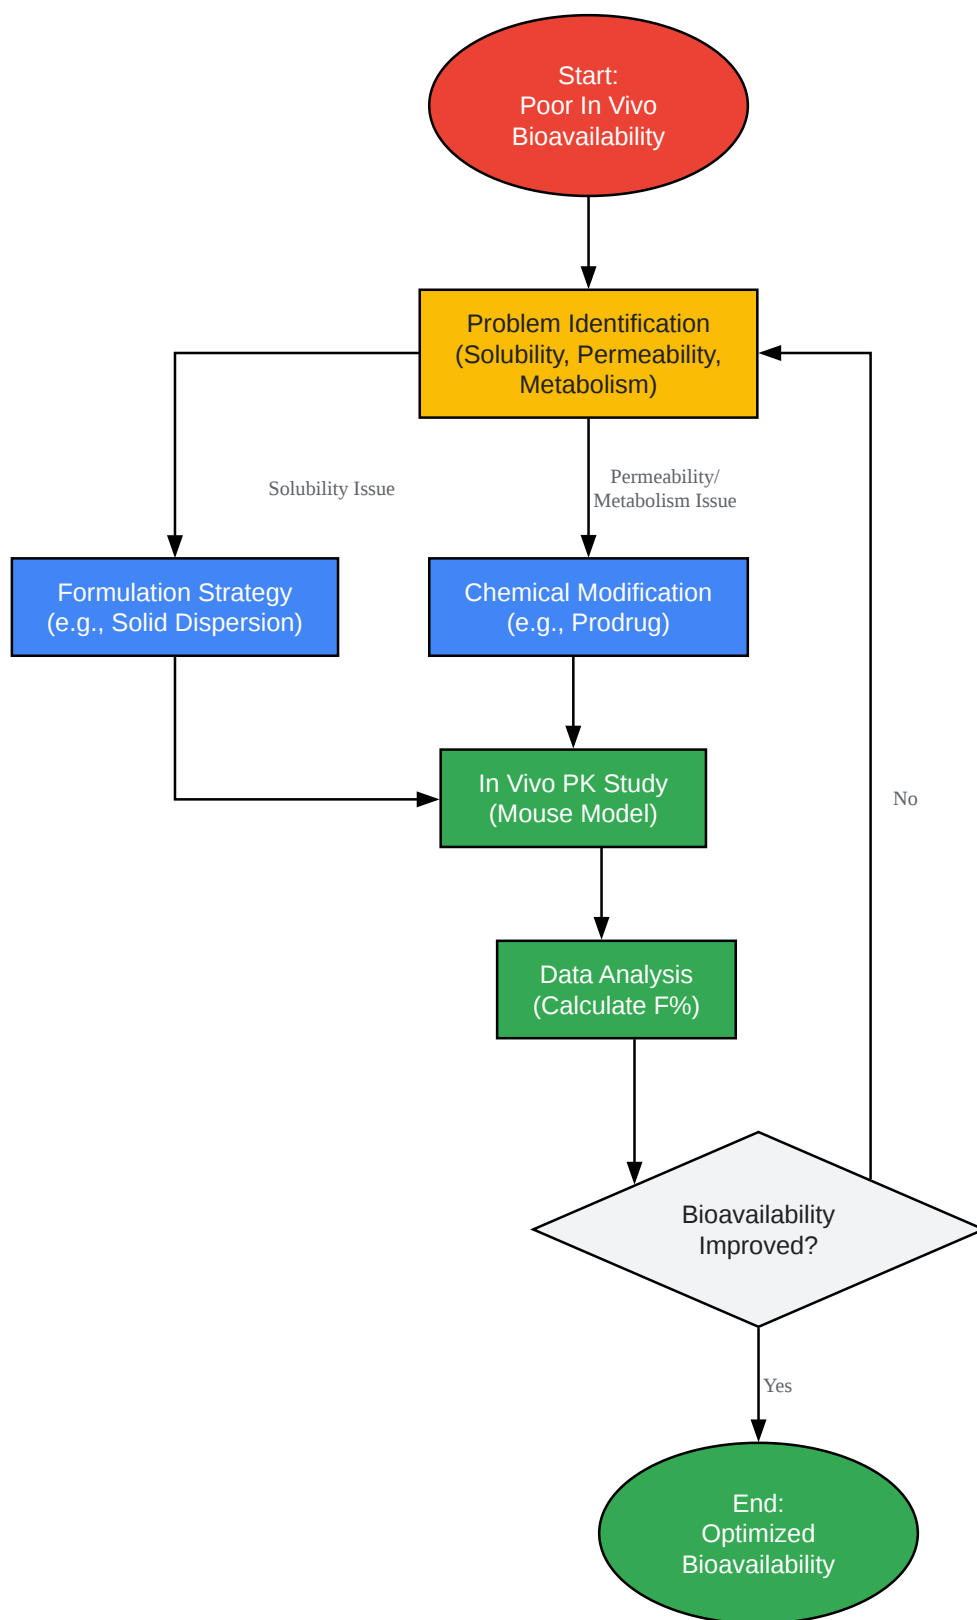 Start:
Poor In Vivo
Bioavailability
Problem Identification
(Solubility, Permeability,
Metabolism)
Solubility Issue
Permeability/
Metabolism Issue
Formulation Strategy
(e.g., Solid Dispersion)
Chemical Modification
(e.g., Prodrug)
In Vivo PK Study
(Mouse Model)
No
Data Analysis
(Calculate F%)
Bioavailability
Improved?
Yes
End:
Optimized
Bioavailability